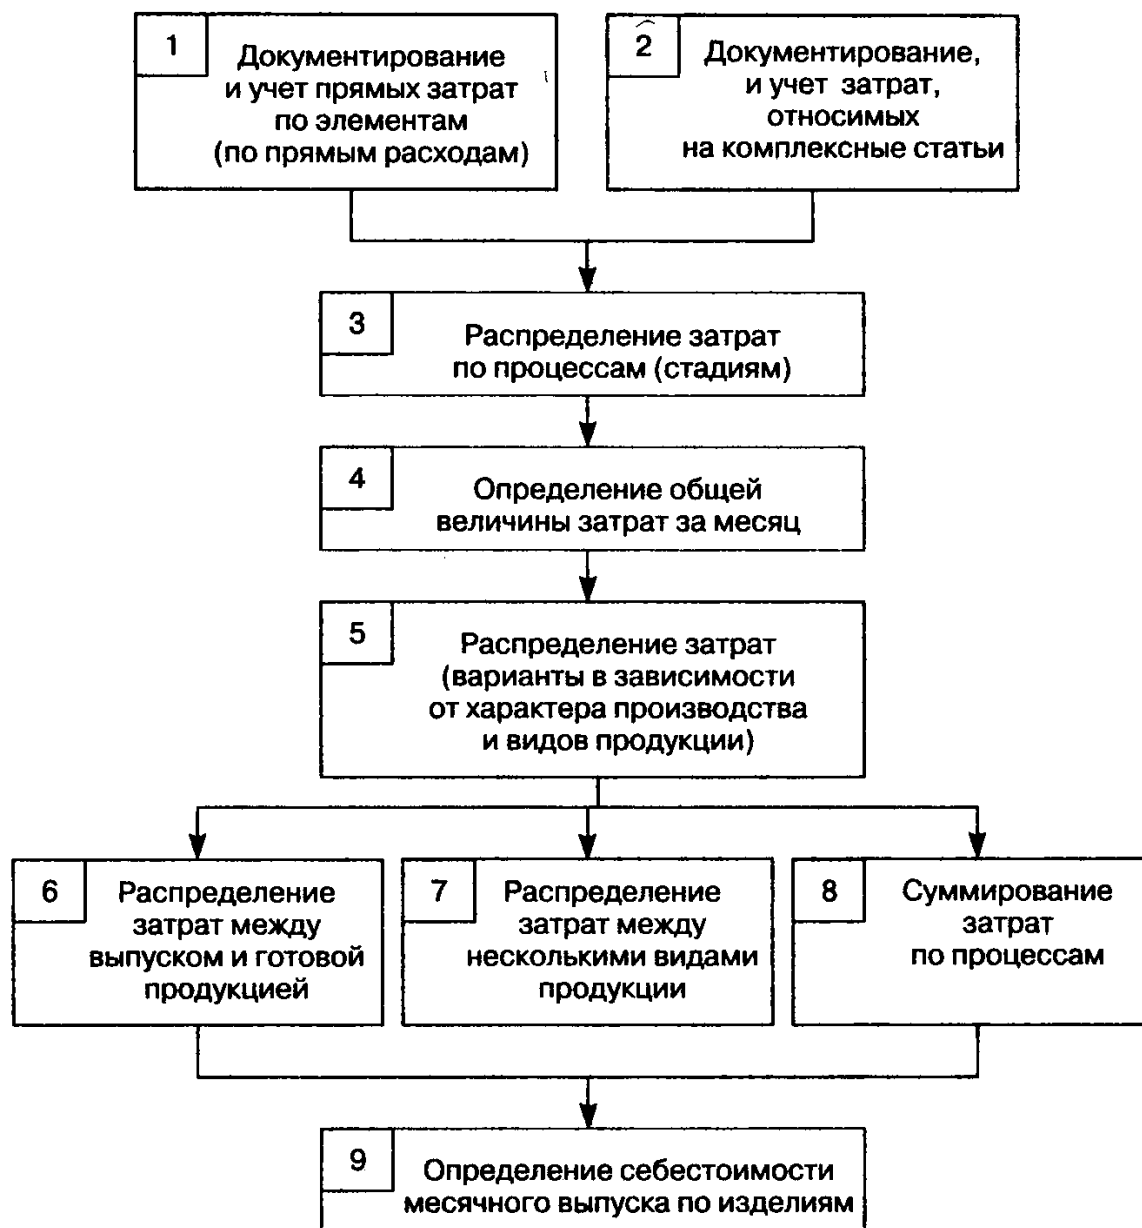 1
Документирование
и учет прямых затрат
по элементам
(по прямым расходам)
2
Документирование,
и учет затрат,
относимых
на комплексные статьи
3
Распределение затрат
по процессам (стадиям)
4
Определение общей
величины затрат за месяц
5
Распределение затрат
(варианты в зависимости
от характера производства
и видов продукции)
6
Распределение
затрат между
выпуском и готовой
продукцией
7
Распределение
затрат между
несколькими видами
продукции
8
Суммирование
затрат
по процессам
9
Определение себестоимости
месячного выпуска по изделиям